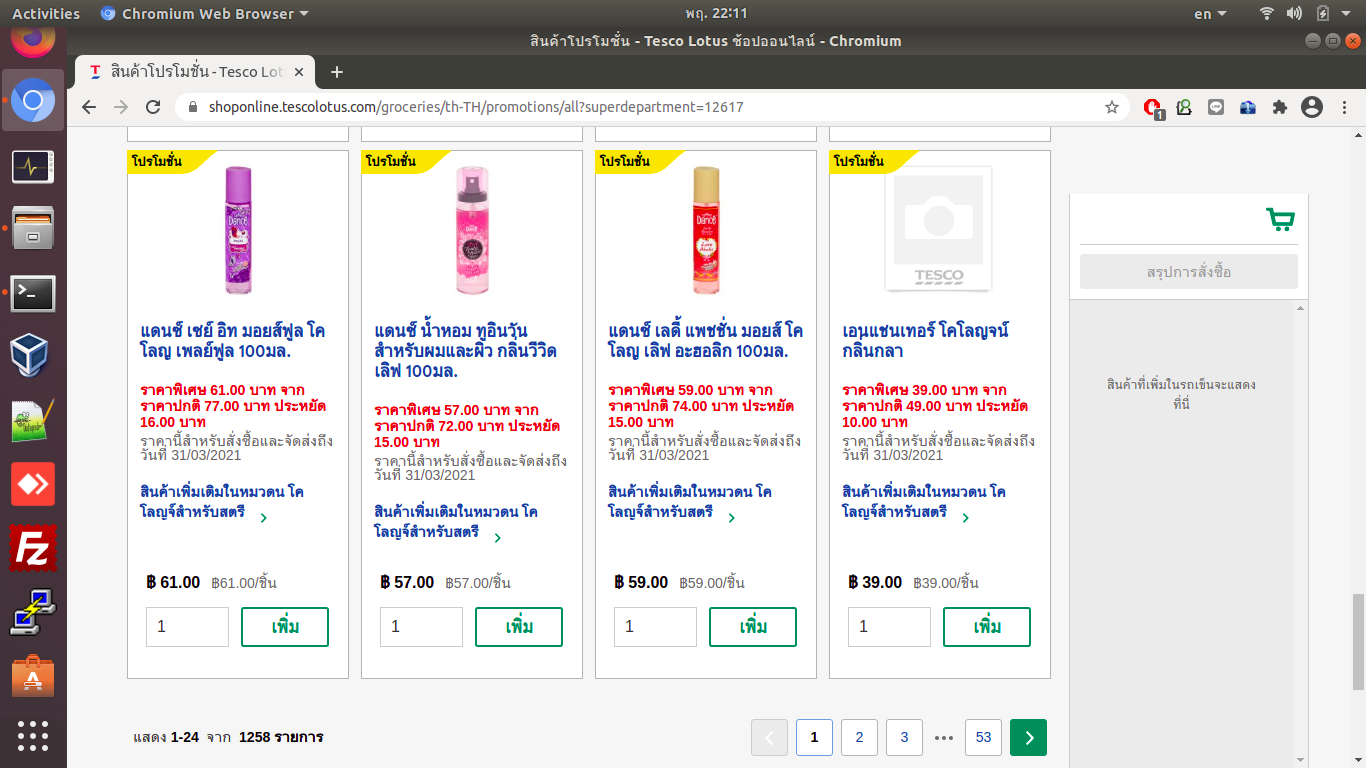 Activities
Chromium Web Browser
พฤ. 22:11
en
สินค้าโปรโมชั่น - Tesco Lotus ช้อปออนไลน์ - Chromium
สินค้าโปรโมชั่น - Tesco Lot
shoponline.tescolotus.com/groceries/th-TH/promotions/all?superdepartment=12617
1
โปรโมชั่น
โปรโมชั่น
โปรโมชั่น
โปรโมชั่น
Dance
Dance
TESCO
สรุปการสั่งซื้อ
สินค้าที่เพิ่มในรถเข็นจะแสดง
ที่นี่
แดนซ์ เซย์ อิท มอยส์ฟูล โค
โลญ เพลย์ฟูล 100มล.
ราคาพิเศษ 61.00 บาท จาก
ราคาปกติ 77.00 บาท ประหยัด
16.00 บาท
ราคานี้สำหรับสั่งซื้อและจัดส่งถึง
วันที่ 31/03/2021
สินค้าเพิ่มเติมในหมวดน โค
โลญจ์สำหรับสตรี
฿ 61.00 ฿61.00/ชิ้น
1 เพิ่ม
แดนซ์ น้ำหอม ทูอินวัน
สำหรับผมและผิว กลิ่นวีวิด
เลิฟ 100มล.
ราคาพิเศษ 57.00 บาท จาก
ราคาปกติ 72.00 บาท ประหยัด
15.00 บาท
ราคานี้สำหรับสั่งซื้อและจัดส่งถึง
วันที่ 31/03/2021
สินค้าเพิ่มเติมในหมวดน โค
โลญจ์สำหรับสตรี
฿ 57.00 ฿57.00/ชิ้น
1 เพิ่ม
แดนซ์ เลดี้ แพชชั่น มอยส์ โค
โลญ เลิฟ อะฮอลิก 100มล.
ราคาพิเศษ 59.00 บาท จาก
ราคาปกติ 74.00 บาท ประหยัด
15.00 บาท
ราคานี้สำหรับสั่งซื้อและจัดส่งถึง
วันที่ 31/03/2021
สินค้าเพิ่มเติมในหมวดน โค
โลญจ์สำหรับสตรี
฿ 59.00 ฿59.00/ชิ้น
1 เพิ่ม
เอนแชนเทอร์ โคโลญจน์
กลิ่นกลา
ราคาพิเศษ 39.00 บาท จาก
ราคาปกติ 49.00 บาท ประหยัด
10.00 บาท
ราคานี้สำหรับสั่งซื้อและจัดส่งถึง
วันที่ 31/03/2021
สินค้าเพิ่มเติมในหมวดน โค
โลญจ์สำหรับสตรี
฿ 39.00 ฿39.00/ชิ้น
1 เพิ่ม
แสดง 1-24 จาก 1258 รายการ
1 2 3 ••• 53